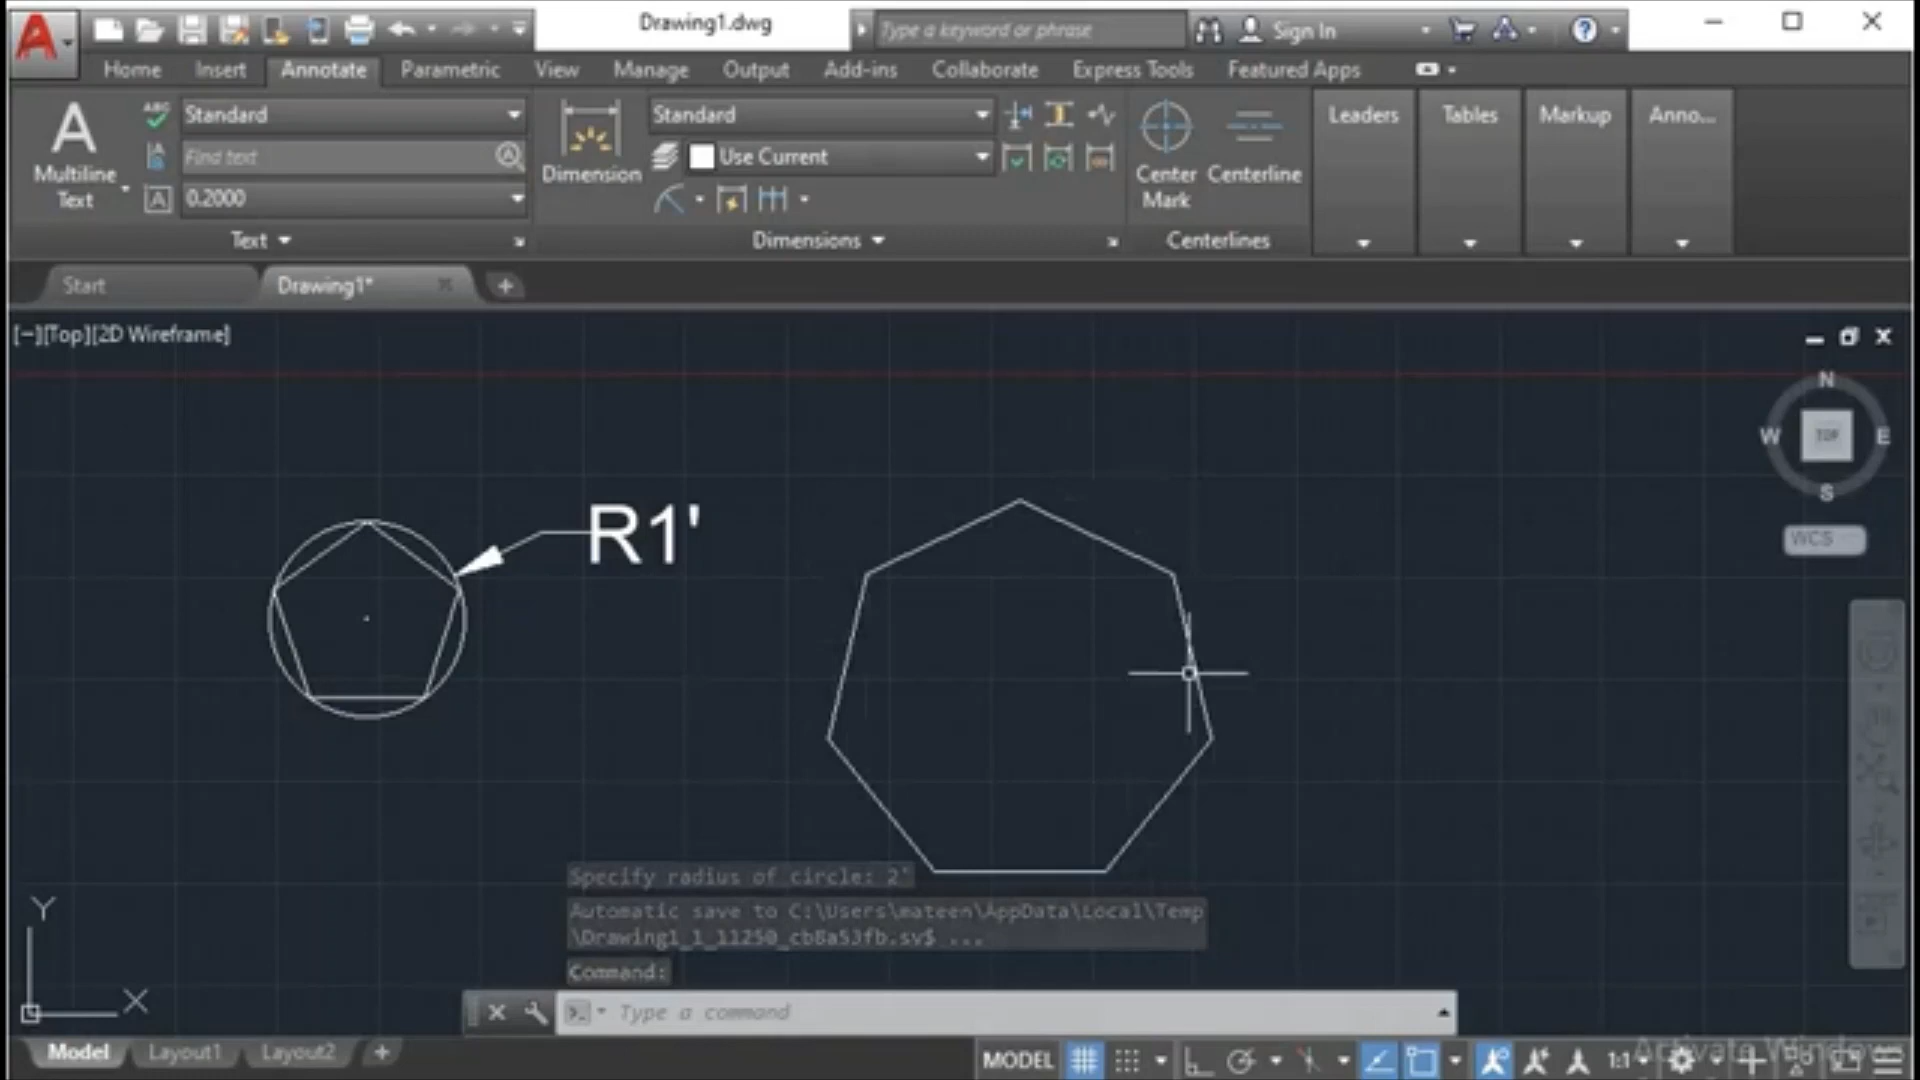 Drawing1.dwg
Type a keyword or phrase
Sign In
Home Insert Annotate Parametric View Manage Output Add-ins Collaborate Express Tools Featured Apps
A
ABC
Standard
Find text
0.2000
Multiline
Text
Text
Dimension
Standard
Use Current
Dimensions
Center
Mark
Centerline
Centerlines
Leaders
Tables
Markup
Anno...
Start
Drawing1*
[−][Top][2D Wireframe]
N
W
TOP
E
S
WCS
R1'
Specify radius of circle: 2'
Automatic save to C:\Users\mateen\AppData\Local\Temp
\Drawing1_1_11250_cb8a53fb.sv$ ...
Command:
Type a command
Y
X
Model Layout1 Layout2
MODEL
1:1
Activate Windows